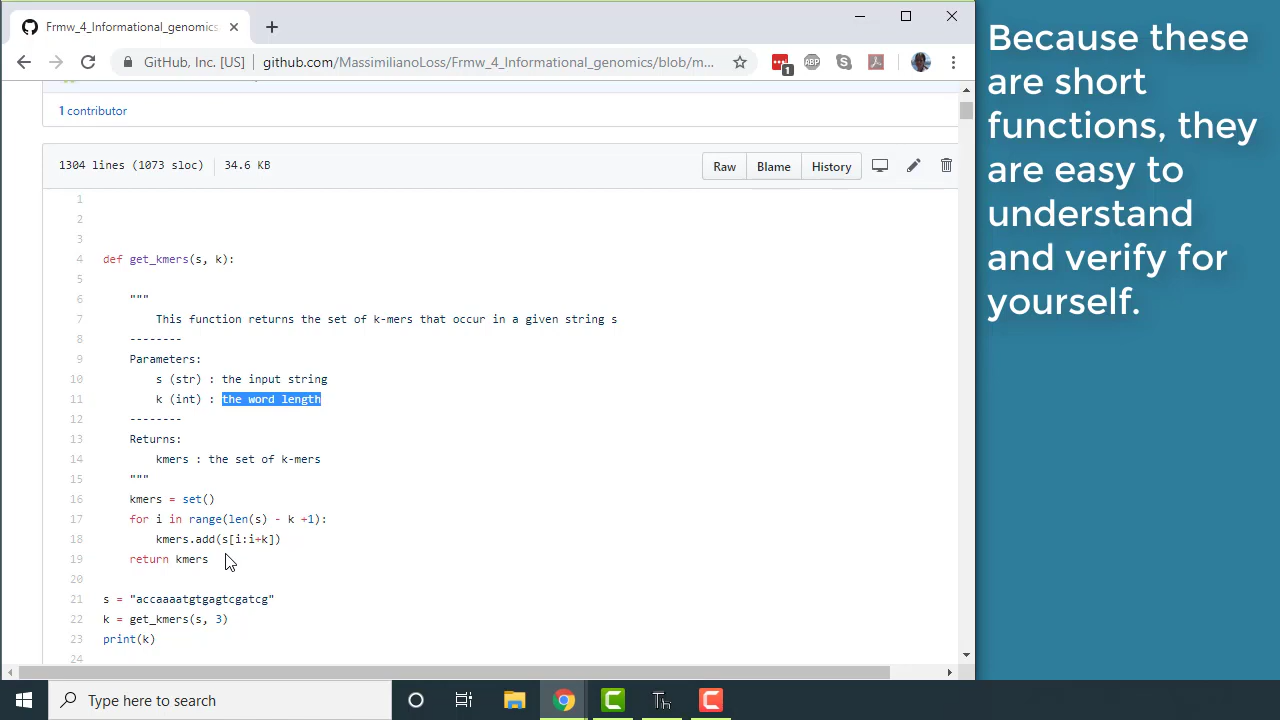 Frmw_4_Informational_genomics
GitHub, Inc. [US]
github.com/MassimilianoLoss/Frmw_4_Informational_genomics/blob/m...
1
ABP
1 contributor
1304 lines (1073 sloc)
34.6 KB
Raw
Blame
History
1
2
3
4 def get_kmers(s, k):
5
6 """
7 This function returns the set of k-mers that occur in a given string s
8 --------
9 Parameters:
10 s (str) : the input string
11 k (int) : the word length
12 --------
13 Returns:
14 kmers : the set of k-mers
15 """
16 kmers = set()
17 for i in range(len(s) - k +1):
18 kmers.add(s[i:i+k])
19 return kmers
20
21 s = "accaaaatgtgagtcgatcg"
22 k = get_kmers(s, 3)
23 print(k)
24
Because these
are short
functions, they
are easy to
understand
and verify for
yourself.
Type here to search
Th